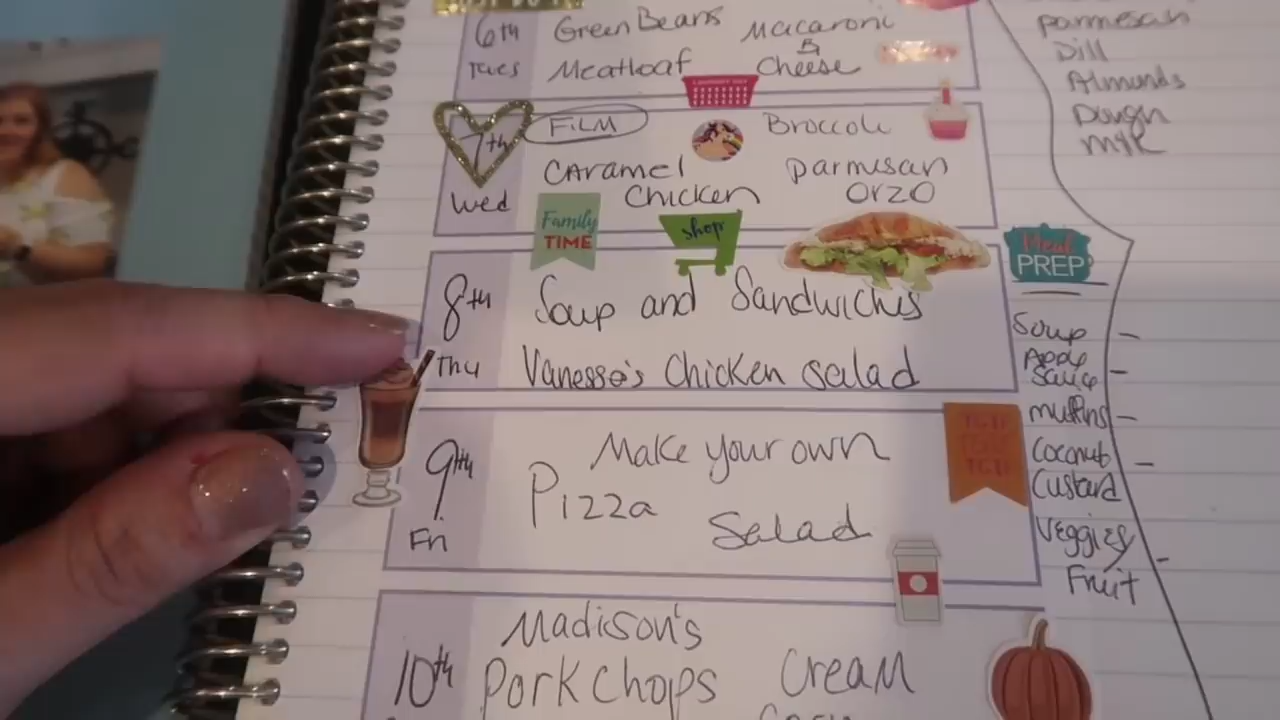 6th Green Beans Macaroni
&
Tues Meatloaf Cheese
7th FILM Broccoli
Caramel parmesan
Chicken orzo
Wed
Family
TIME
shop
8th Soup and Sandwichs
Thu Vanessa's Chicken salad
9th Make your own
Pizza
Salad
Fri
Madison's
10th Pork Chops Cream
Corn
parmesan
Dill
Almonds
milk
Meal
PREP
Soup
Apple
Sauce
muffins
Coconut
Custard
Veggies
Fruit